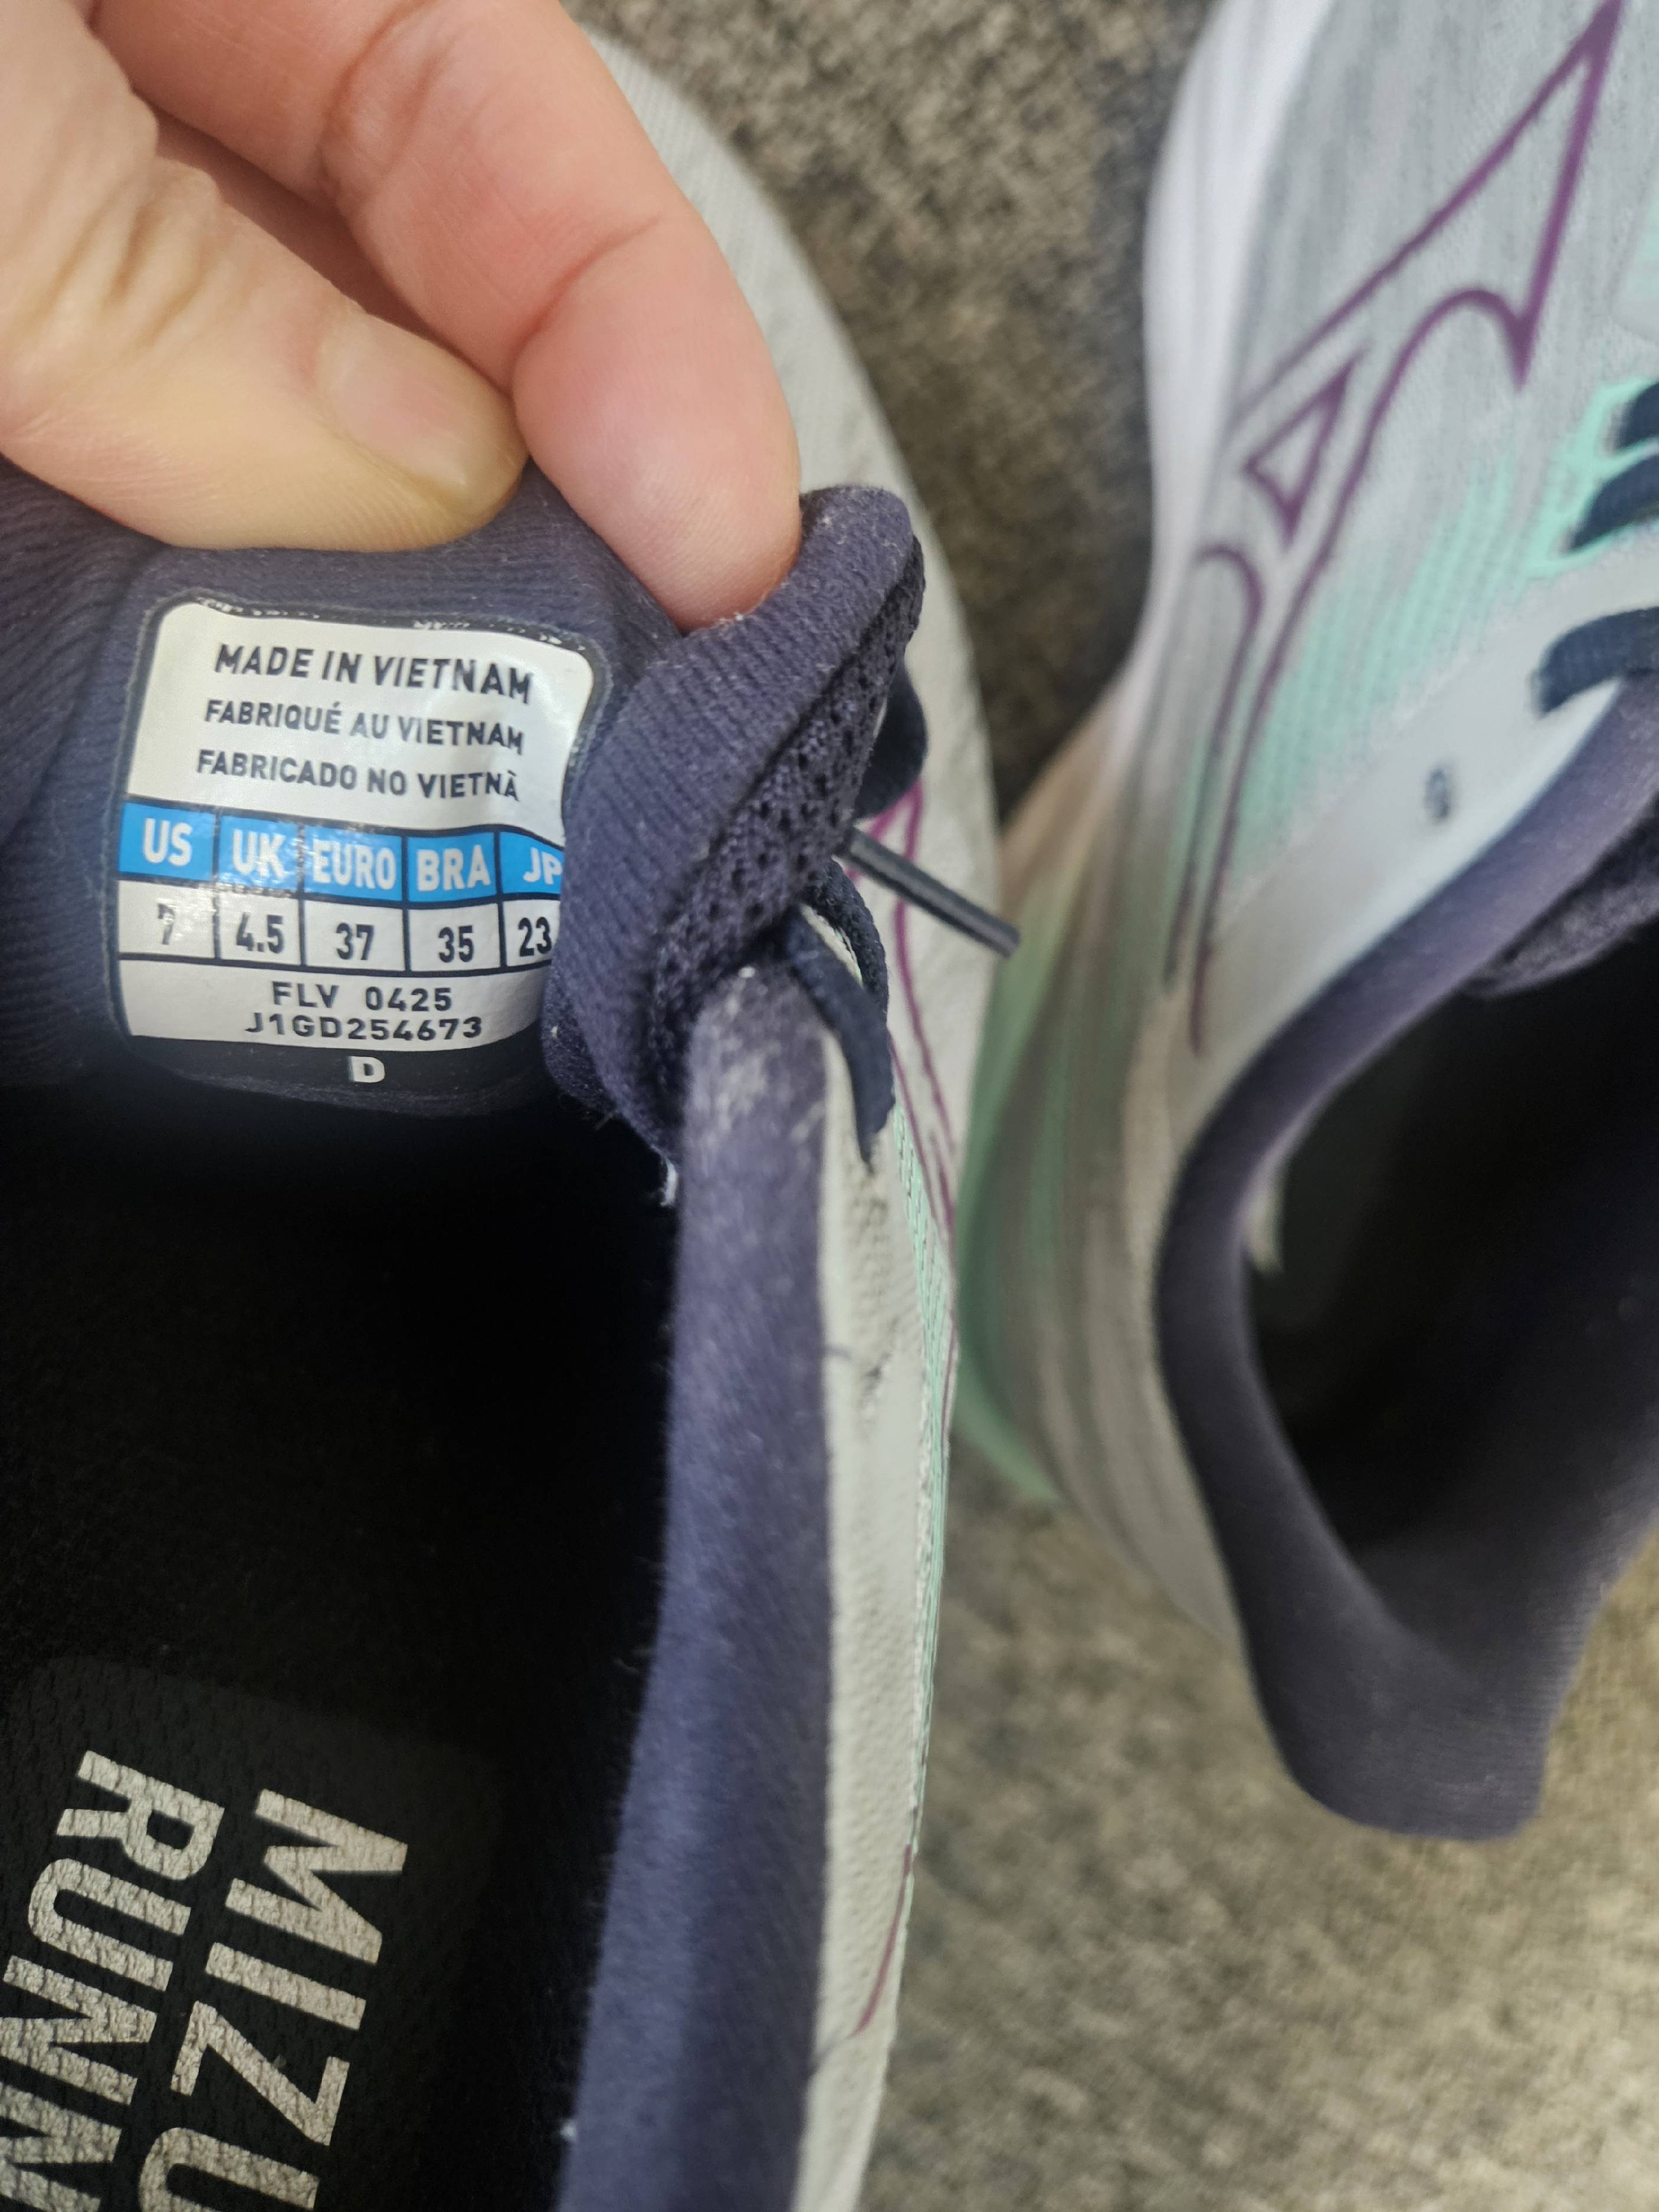 MADE IN VIETNAM
FABRIQUÉ AU VIETNAM
FABRICADO NO VIETNÃ
US UK EURO BRA JP
7 4.5 37 35 23
FLV 0425
J1GD254673
D
MIZU
RUNN